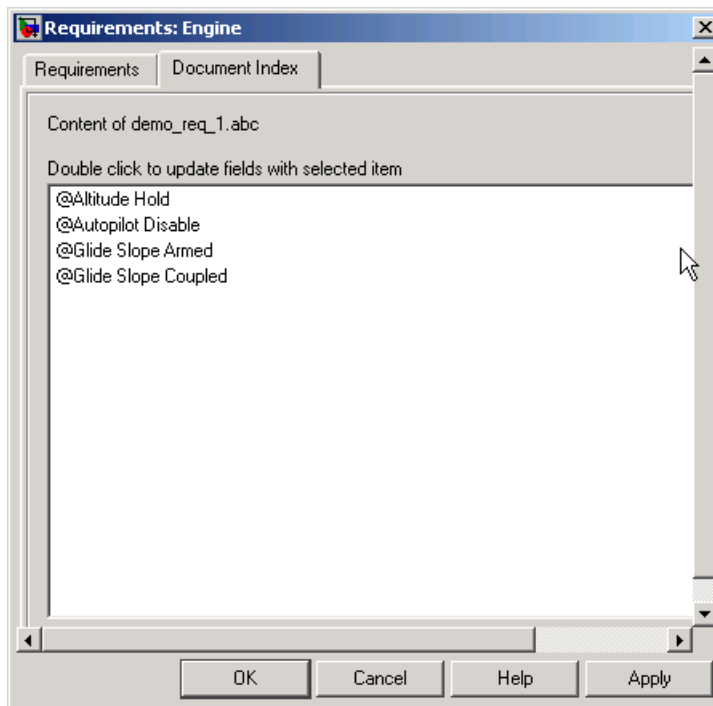 Requirements: Engine
Requirements Document Index
Content of demo_req_1.abc
Double click to update fields with selected item
@Altitude Hold
@Autopilot Disable
@Glide Slope Armed
@Glide Slope Coupled
OK Cancel Help Apply